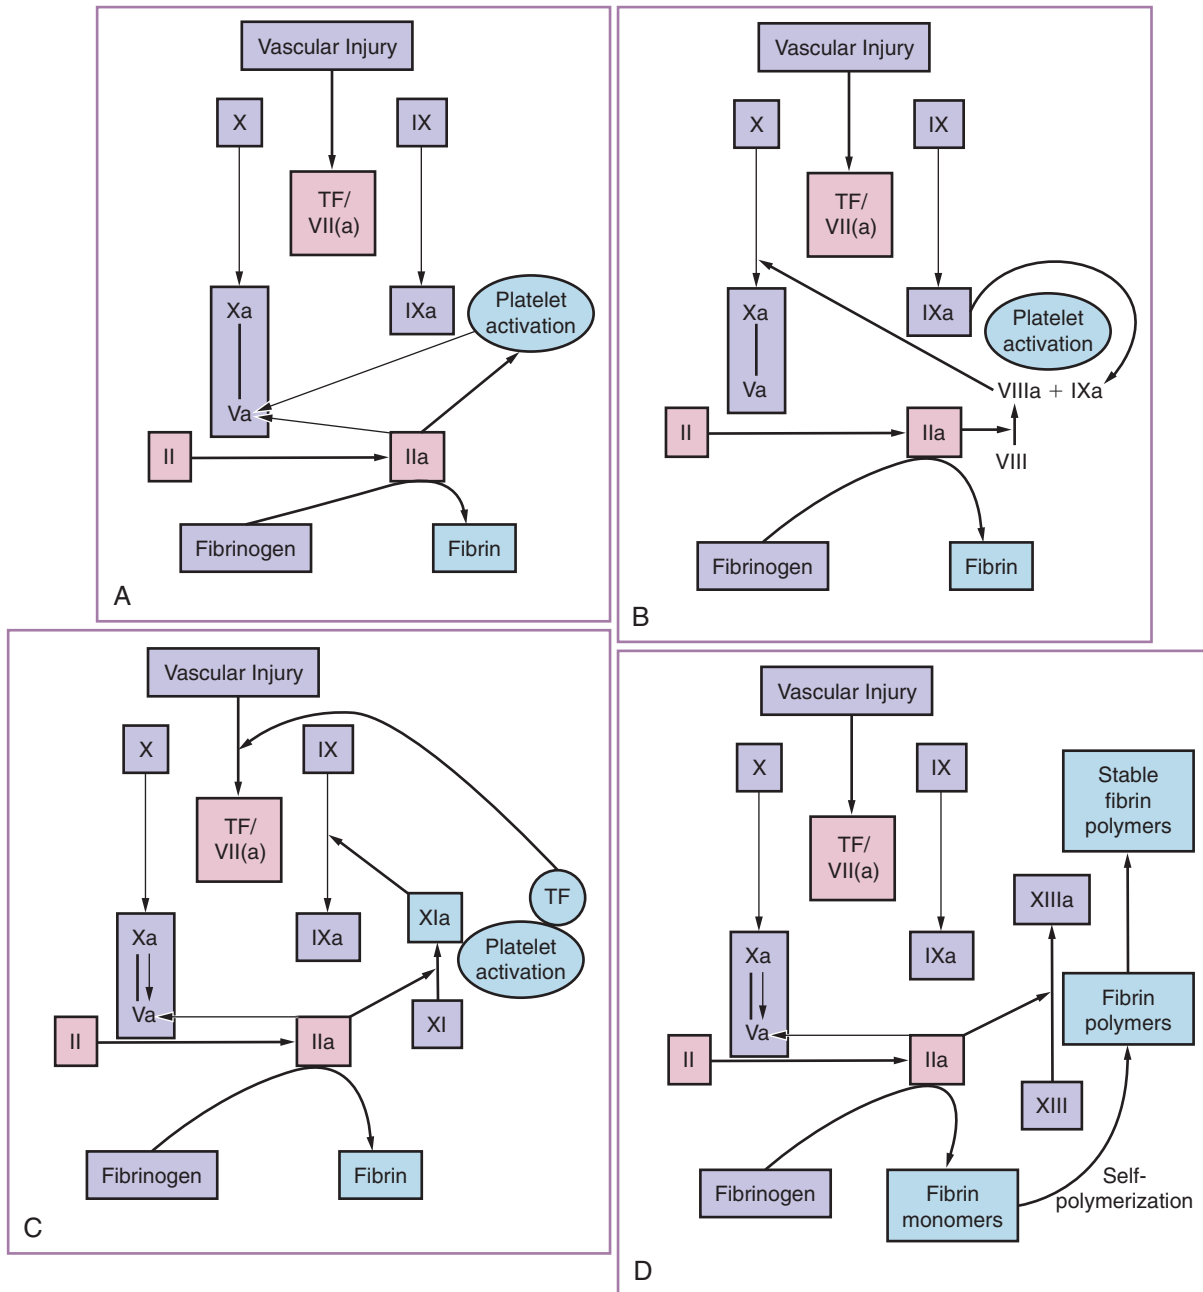 Vascular Injury
X
IX
TF/
VII(a)
Xa
IXa
Platelet
activation
Va
II
IIa
Fibrinogen
Fibrin
A
Vascular Injury
X
IX
TF/
VII(a)
Xa
IXa
Platelet
activation
Va
VIIIa + IXa
II
IIa
VIII
Fibrinogen
Fibrin
B
Vascular Injury
X
IX
TF/
VII(a)
TF
XIa
Xa
IXa
Platelet
activation
Va
II
IIa
XI
Fibrinogen
Fibrin
C
Vascular Injury
X
IX
Stable
fibrin
polymers
TF/
VII(a)
XIIIa
Xa
IXa
Fibrin
polymers
Va
II
IIa
XIII
Fibrinogen
Fibrin
monomers
Self-
polymerization
D